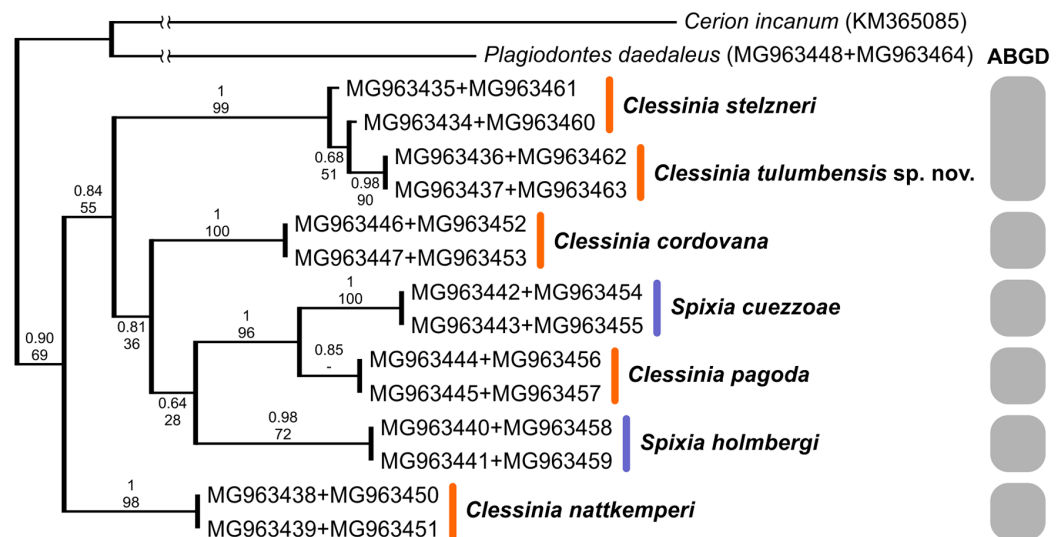 Cerion incanum (KM365085)
Plagiodontes daedaleus (MG963448+MG963464)
ABGD
1
99
MG963435+MG963461
Clessinia stelzneri
MG963434+MG963460
0.68
51
MG963436+MG963462
Clessinia tulumbensis sp. nov.
0.98
90
MG963437+MG963463
0.84
55
1
100
MG963446+MG963452
Clessinia cordovana
MG963447+MG963453
1
100
MG963442+MG963454
Spixia cuezzoae
MG963443+MG963455
0.81
36
1
96
0.85
-
MG963444+MG963456
Clessinia pagoda
MG963445+MG963457
0.90
69
0.64
28
0.98
72
MG963440+MG963458
Spixia holmbergi
MG963441+MG963459
1
98
MG963438+MG963450
Clessinia nattkemperi
MG963439+MG963451